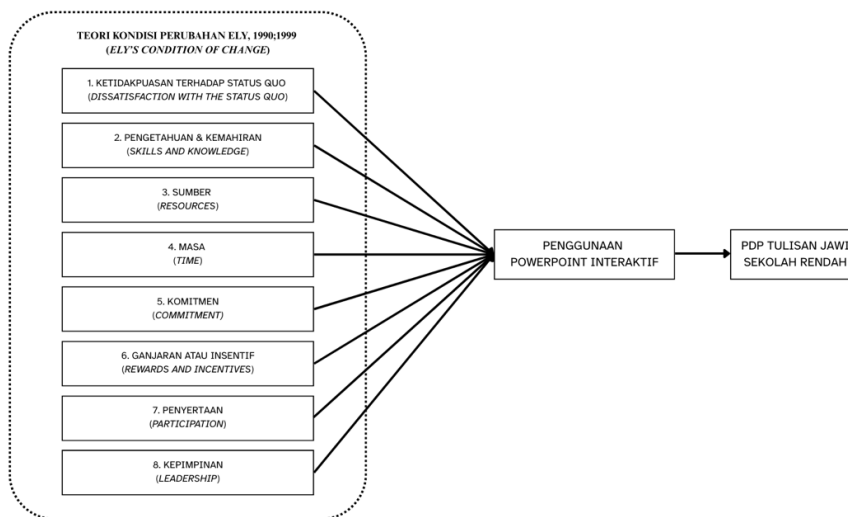 TEORI KONDISI PERUBAHAN ELY, 1990;1999
(ELY'S CONDITION OF CHANGE)
1. KETIDAKPUASAN TERHADAP STATUS QUO
(DISSATISFACTION WITH THE STATUS QUO)
2. PENGETAHUAN & KEMAHIRAN
(SKILLS AND KNOWLEDGE)
3. SUMBER
(RESOURCES)
4. MASA
(TIME)
5. KOMITMEN
(COMMITMENT)
6. GANJARAN ATAU INSENTIF
(REWARDS AND INCENTIVES)
7. PENYERTAAN
(PARTICIPATION)
8. KEPIMPINAN
(LEADERSHIP)
PENGGUNAAN
POWERPOINT INTERAKTIF
PDP TULISAN JAWI
SEKOLAH RENDAH